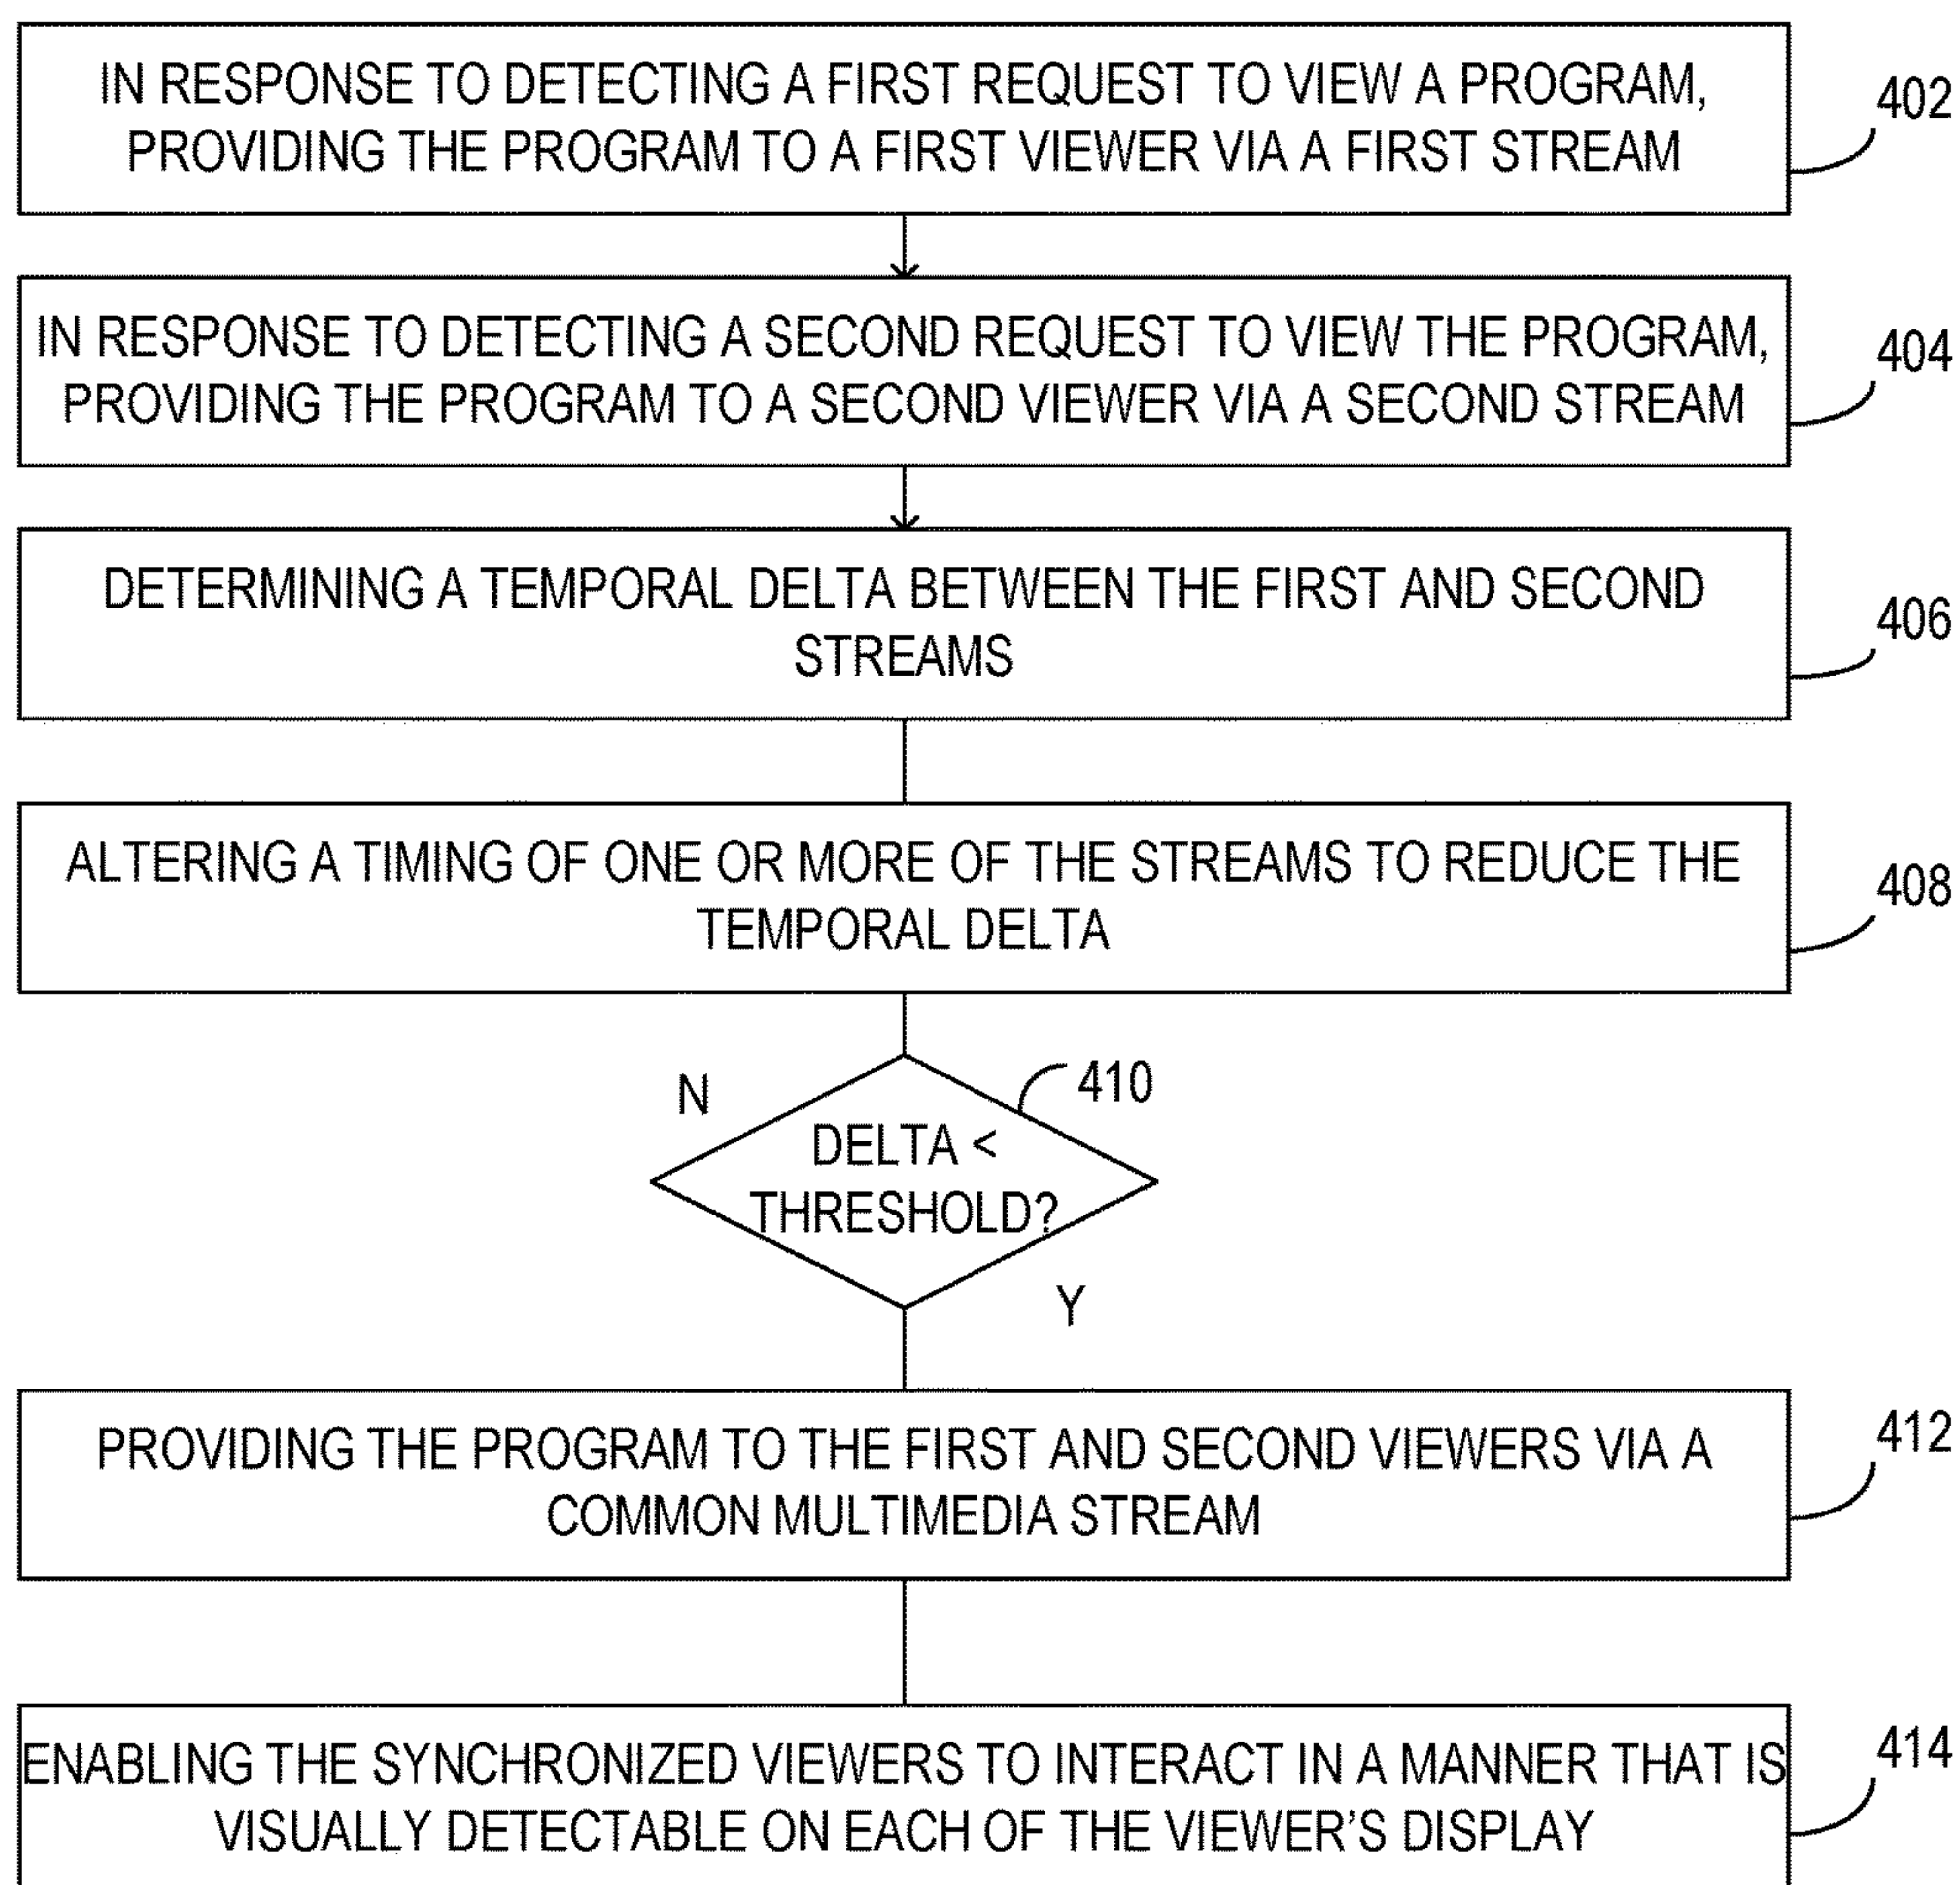 IN RESPONSE TO DETECTING A FIRST REQUEST TO VIEW A PROGRAM,
PROVIDING THE PROGRAM TO A FIRST VIEWER VIA A FIRST STREAM
402
IN RESPONSE TO DETECTING A SECOND REQUEST TO VIEW THE PROGRAM,
PROVIDING THE PROGRAM TO A SECOND VIEWER VIA A SECOND STREAM
404
DETERMINING A TEMPORAL DELTA BETWEEN THE FIRST AND SECOND
STREAMS
406
ALTERING A TIMING OF ONE OR MORE OF THE STREAMS TO REDUCE THE
TEMPORAL DELTA
408
N
410
DELTA <
THRESHOLD?
Y
PROVIDING THE PROGRAM TO THE FIRST AND SECOND VIEWERS VIA A
COMMON MULTIMEDIA STREAM
412
ENABLING THE SYNCHRONIZED VIEWERS TO INTERACT IN A MANNER THAT IS
VISUALLY DETECTABLE ON EACH OF THE VIEWER'S DISPLAY
414